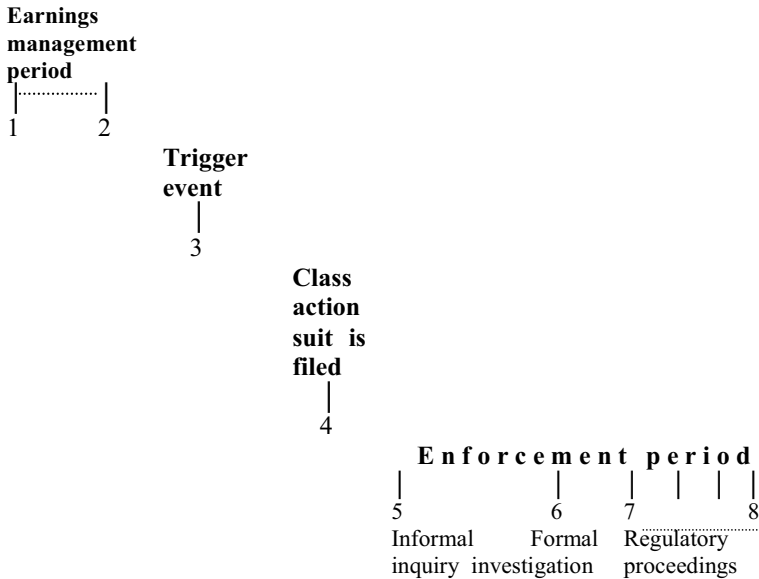 Earnings
management
period
1 2
Trigger
event
3
Class
action
suit is
filed
4
Enforcement period
5 6 7 8
Informal Formal Regulatory
inquiry investigation proceedings